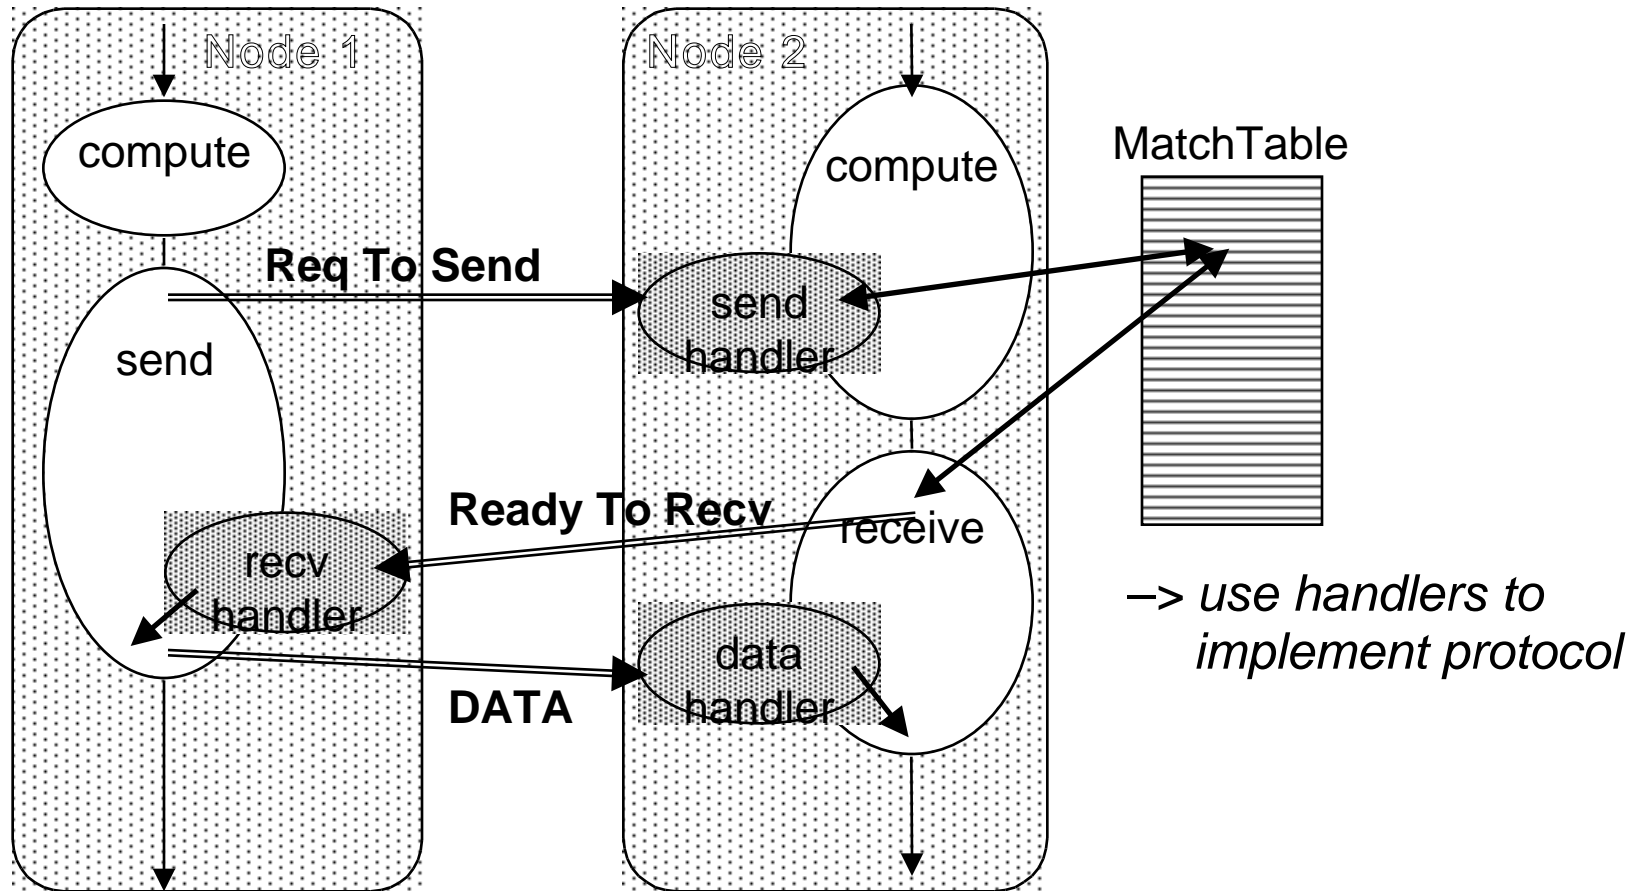 Node 1
Node 2
compute
compute
MatchTable
Req To Send
send
handler
send
Ready To Recv
receive
recv
handler
data
handler
DATA
–> use handlers to
implement protocol